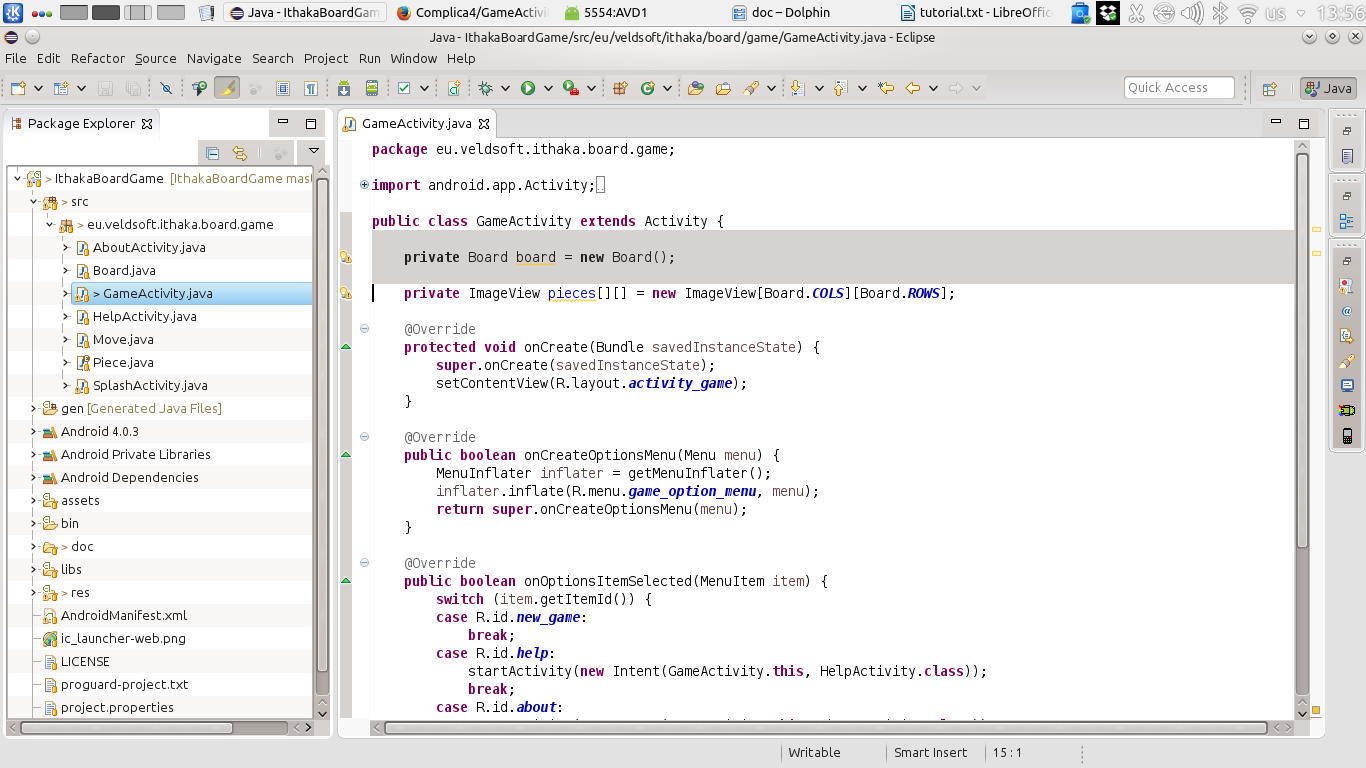 Java - IthakaBoardGam
Complica4/GameActivi
5554:AVD1
doc – Dolphin
tutorial.txt - LibreOffic
us
13:56
Java - IthakaBoardGame/src/eu/veldsoft/ithaka/board/game/GameActivity.java - Eclipse
File Edit Refactor Source Navigate Search Project Run Window Help
Quick Access
Java
Package Explorer
GameActivity.java
> IthakaBoardGame [IthakaBoardGame mast
> src
> eu.veldsoft.ithaka.board.game
AboutActivity.java
Board.java
> GameActivity.java
HelpActivity.java
Move.java
Piece.java
SplashActivity.java
gen [Generated Java Files]
Android 4.0.3
Android Private Libraries
Android Dependencies
assets
bin
> doc
libs
> res
AndroidManifest.xml
ic_launcher-web.png
LICENSE
proguard-project.txt
project.properties
package eu.veldsoft.ithaka.board.game;
import android.app.Activity;
public class GameActivity extends Activity {
private Board board = new Board();
private ImageView pieces[][] = new ImageView[Board.COLS][Board.ROWS];
@Override
protected void onCreate(Bundle savedInstanceState) {
super.onCreate(savedInstanceState);
setContentView(R.layout.activity_game);
}
@Override
public boolean onCreateOptionsMenu(Menu menu) {
MenuInflater inflater = getMenuInflater();
inflater.inflate(R.menu.game_option_menu, menu);
return super.onCreateOptionsMenu(menu);
}
@Override
public boolean onOptionsItemSelected(MenuItem item) {
switch (item.getItemId()) {
case R.id.new_game:
break;
case R.id.help:
startActivity(new Intent(GameActivity.this, HelpActivity.class));
break;
case R.id.about:
Writable
Smart Insert
15 : 1